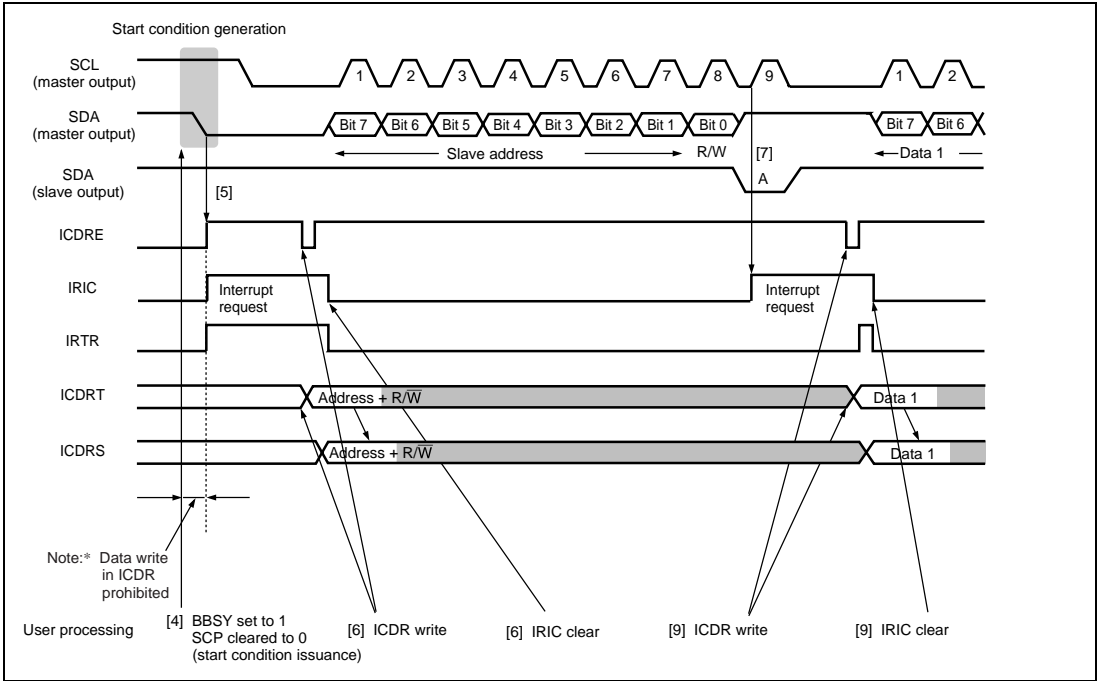 Start condition generation
SCL
(master output)
1 2 3 4 5 6 7 8 9 1 2
SDA
(master output)
Bit 7 Bit 6 Bit 5 Bit 4 Bit 3 Bit 2 Bit 1 Bit 0 Bit 7 Bit 6
Slave address R/W [7] Data 1
SDA
(slave output)
A
[5]
ICDRE
IRIC
Interrupt
request
Interrupt
request
IRTR
ICDRT
Address + R/W̅
Data 1
ICDRS
Address + R/W̅
Data 1
Note:* Data write
in ICDR
prohibited
User processing
[4] BBSY set to 1
SCP cleared to 0
(start condition issuance)
[6] ICDR write
[6] IRIC clear
[9] ICDR write
[9] IRIC clear